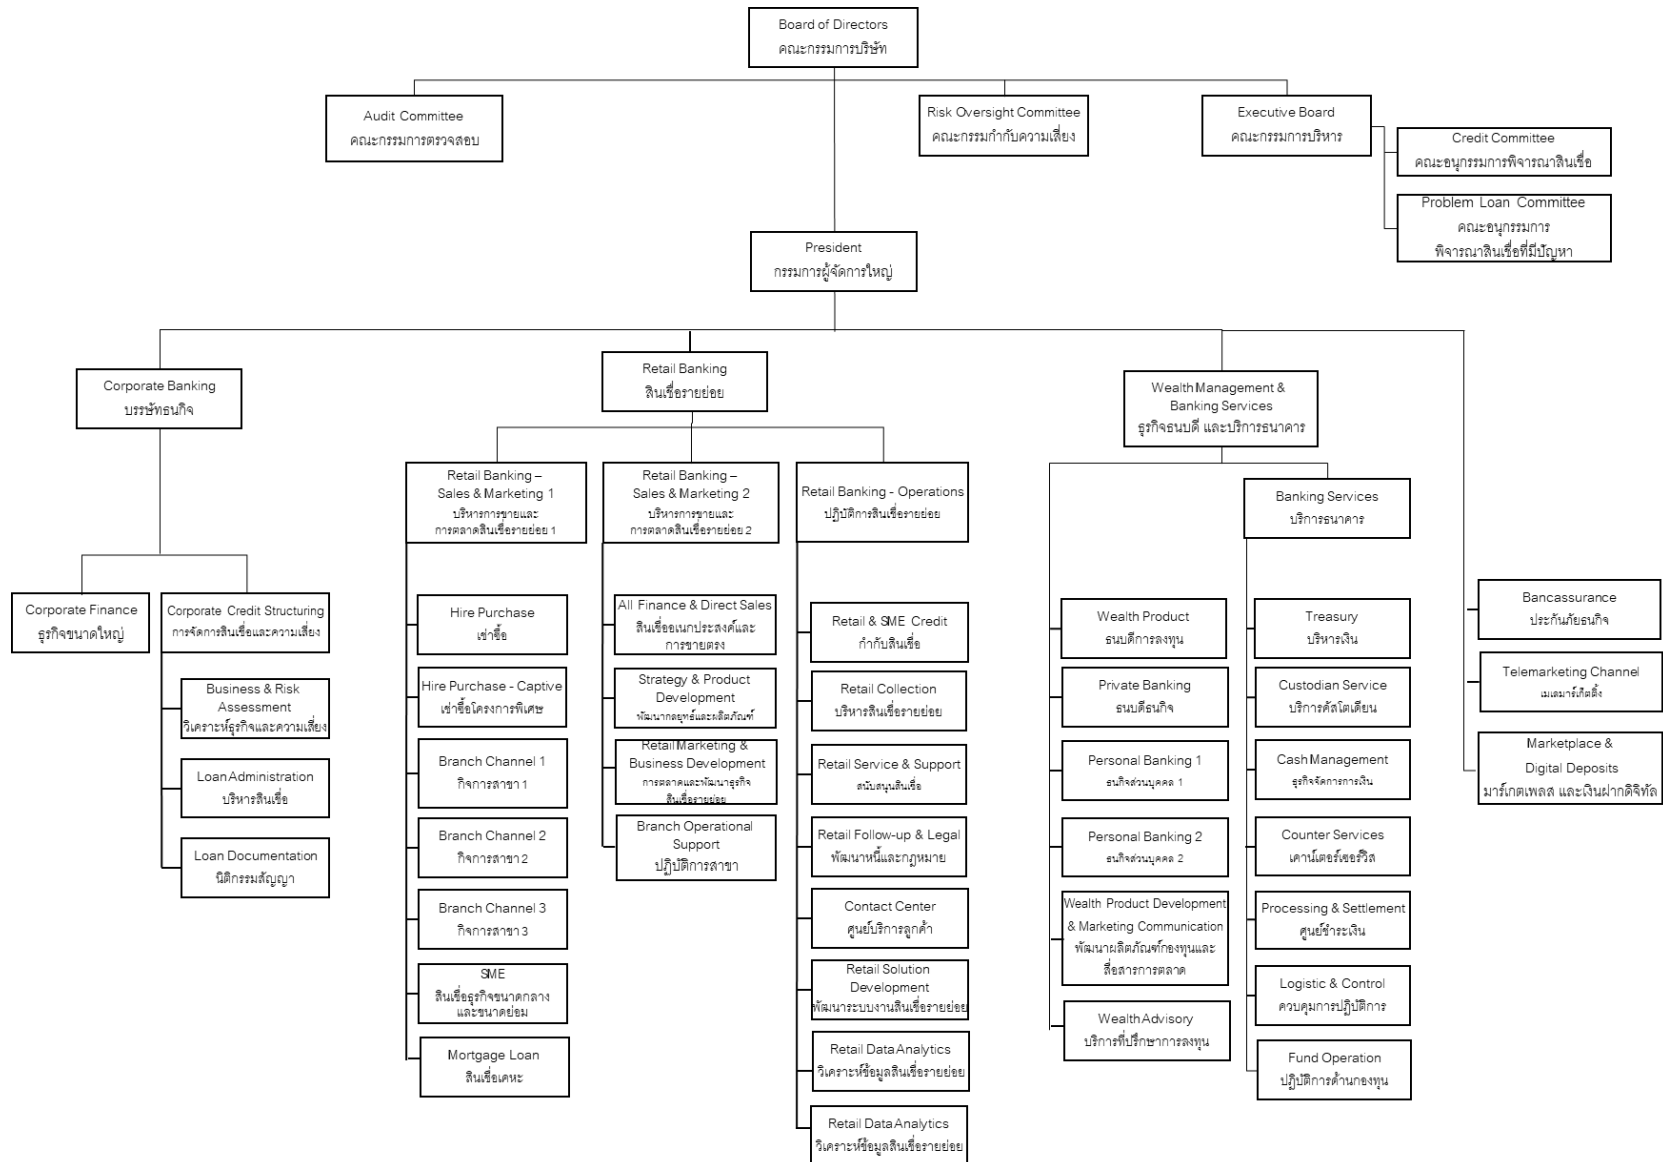 Board of Directors
คณะกรรมการบริษัท
Audit Committee
คณะกรรมการตรวจสอบ
Risk Oversight Committee
คณะกรรมกำกับความเสี่ยง
Executive Board
คณะกรรมการบริหาร
Credit Committee
คณะอนุกรรมการพิจารณาสินเชื่อ
Problem Loan Committee
คณะอนุกรรมการ
พิจารณาสินเชื่อที่มีปัญหา
President
กรรมการผู้จัดการใหญ่
Corporate Banking
บรรษัทธนกิจ
Retail Banking
สินเชื่อรายย่อย
Wealth Management &
Banking Services
ธุรกิจธนบดี และบริการธนาคาร
Corporate Finance
ธุรกิจขนาดใหญ่
Corporate Credit Structuring
การจัดการสินเชื่อและความเสี่ยง
Business & Risk
Assessment
วิเคราะห์ธุรกิจและความเสี่ยง
Loan Administration
บริหารสินเชื่อ
Loan Documentation
นิติกรรมสัญญา
Retail Banking –
Sales & Marketing 1
บริหารการขายและ
การตลาดสินเชื่อรายย่อย 1
Hire Purchase
เช่าซื้อ
Hire Purchase - Captive
เช่าซื้อโครงการพิเศษ
Branch Channel 1
กิจการสาขา 1
Branch Channel 2
กิจการสาขา 2
Branch Channel 3
กิจการสาขา 3
SME
สินเชื่อธุรกิจขนาดกลาง
และขนาดย่อม
Mortgage Loan
สินเชื่อเคหะ
Retail Banking –
Sales & Marketing 2
บริหารการขายและ
การตลาดสินเชื่อรายย่อย 2
All Finance & Direct Sales
สินเชื่ออเนกประสงค์และ
การขายตรง
Strategy & Product
Development
พัฒนากลยุทธ์และผลิตภัณฑ์
Retail Marketing &
Business Development
การตลาดและพัฒนาธุรกิจ
สินเชื่อรายย่อย
Branch Operational
Support
ปฏิบัติการสาขา
Retail Banking - Operations
ปฏิบัติการสินเชื่อรายย่อย
Retail & SME Credit
กำกับสินเชื่อ
Retail Collection
บริหารสินเชื่อรายย่อย
Retail Service & Support
สนับสนุนสินเชื่อ
Retail Follow-up & Legal
พัฒนาหนี้และกฎหมาย
Contact Center
ศูนย์บริการลูกค้า
Retail Solution
Development
พัฒนาระบบงานสินเชื่อรายย่อย
Retail Data Analytics
วิเคราะห์ข้อมูลสินเชื่อรายย่อย
Retail Data Analytics
วิเคราะห์ข้อมูลสินเชื่อรายย่อย
Wealth Product
ธนบดีการลงทุน
Private Banking
ธนบดีธนกิจ
Personal Banking 1
ธนกิจส่วนบุคคล 1
Personal Banking 2
ธนกิจส่วนบุคคล 2
Wealth Product Development
& Marketing Communication
พัฒนาผลิตภัณฑ์กองทุนและ
สื่อสารการตลาด
Wealth Advisory
บริการที่ปรึกษาการลงทุน
Banking Services
บริการธนาคาร
Treasury
บริหารเงิน
Custodian Service
บริการคัสโตเดียน
Cash Management
ธุรกิจจัดการการเงิน
Counter Services
เคาน์เตอร์เซอร์วิส
Processing & Settlement
ศูนย์ชำระเงิน
Logistic & Control
ควบคุมการปฏิบัติการ
Fund Operation
ปฏิบัติการด้านกองทุน
Bancassurance
ประกันภัยธนกิจ
Telemarketing Channel
เมเลมาร์เก็ตติ้ง
Marketplace &
Digital Deposits
มาร์เกตเพลส และเงินฝากดิจิทัล